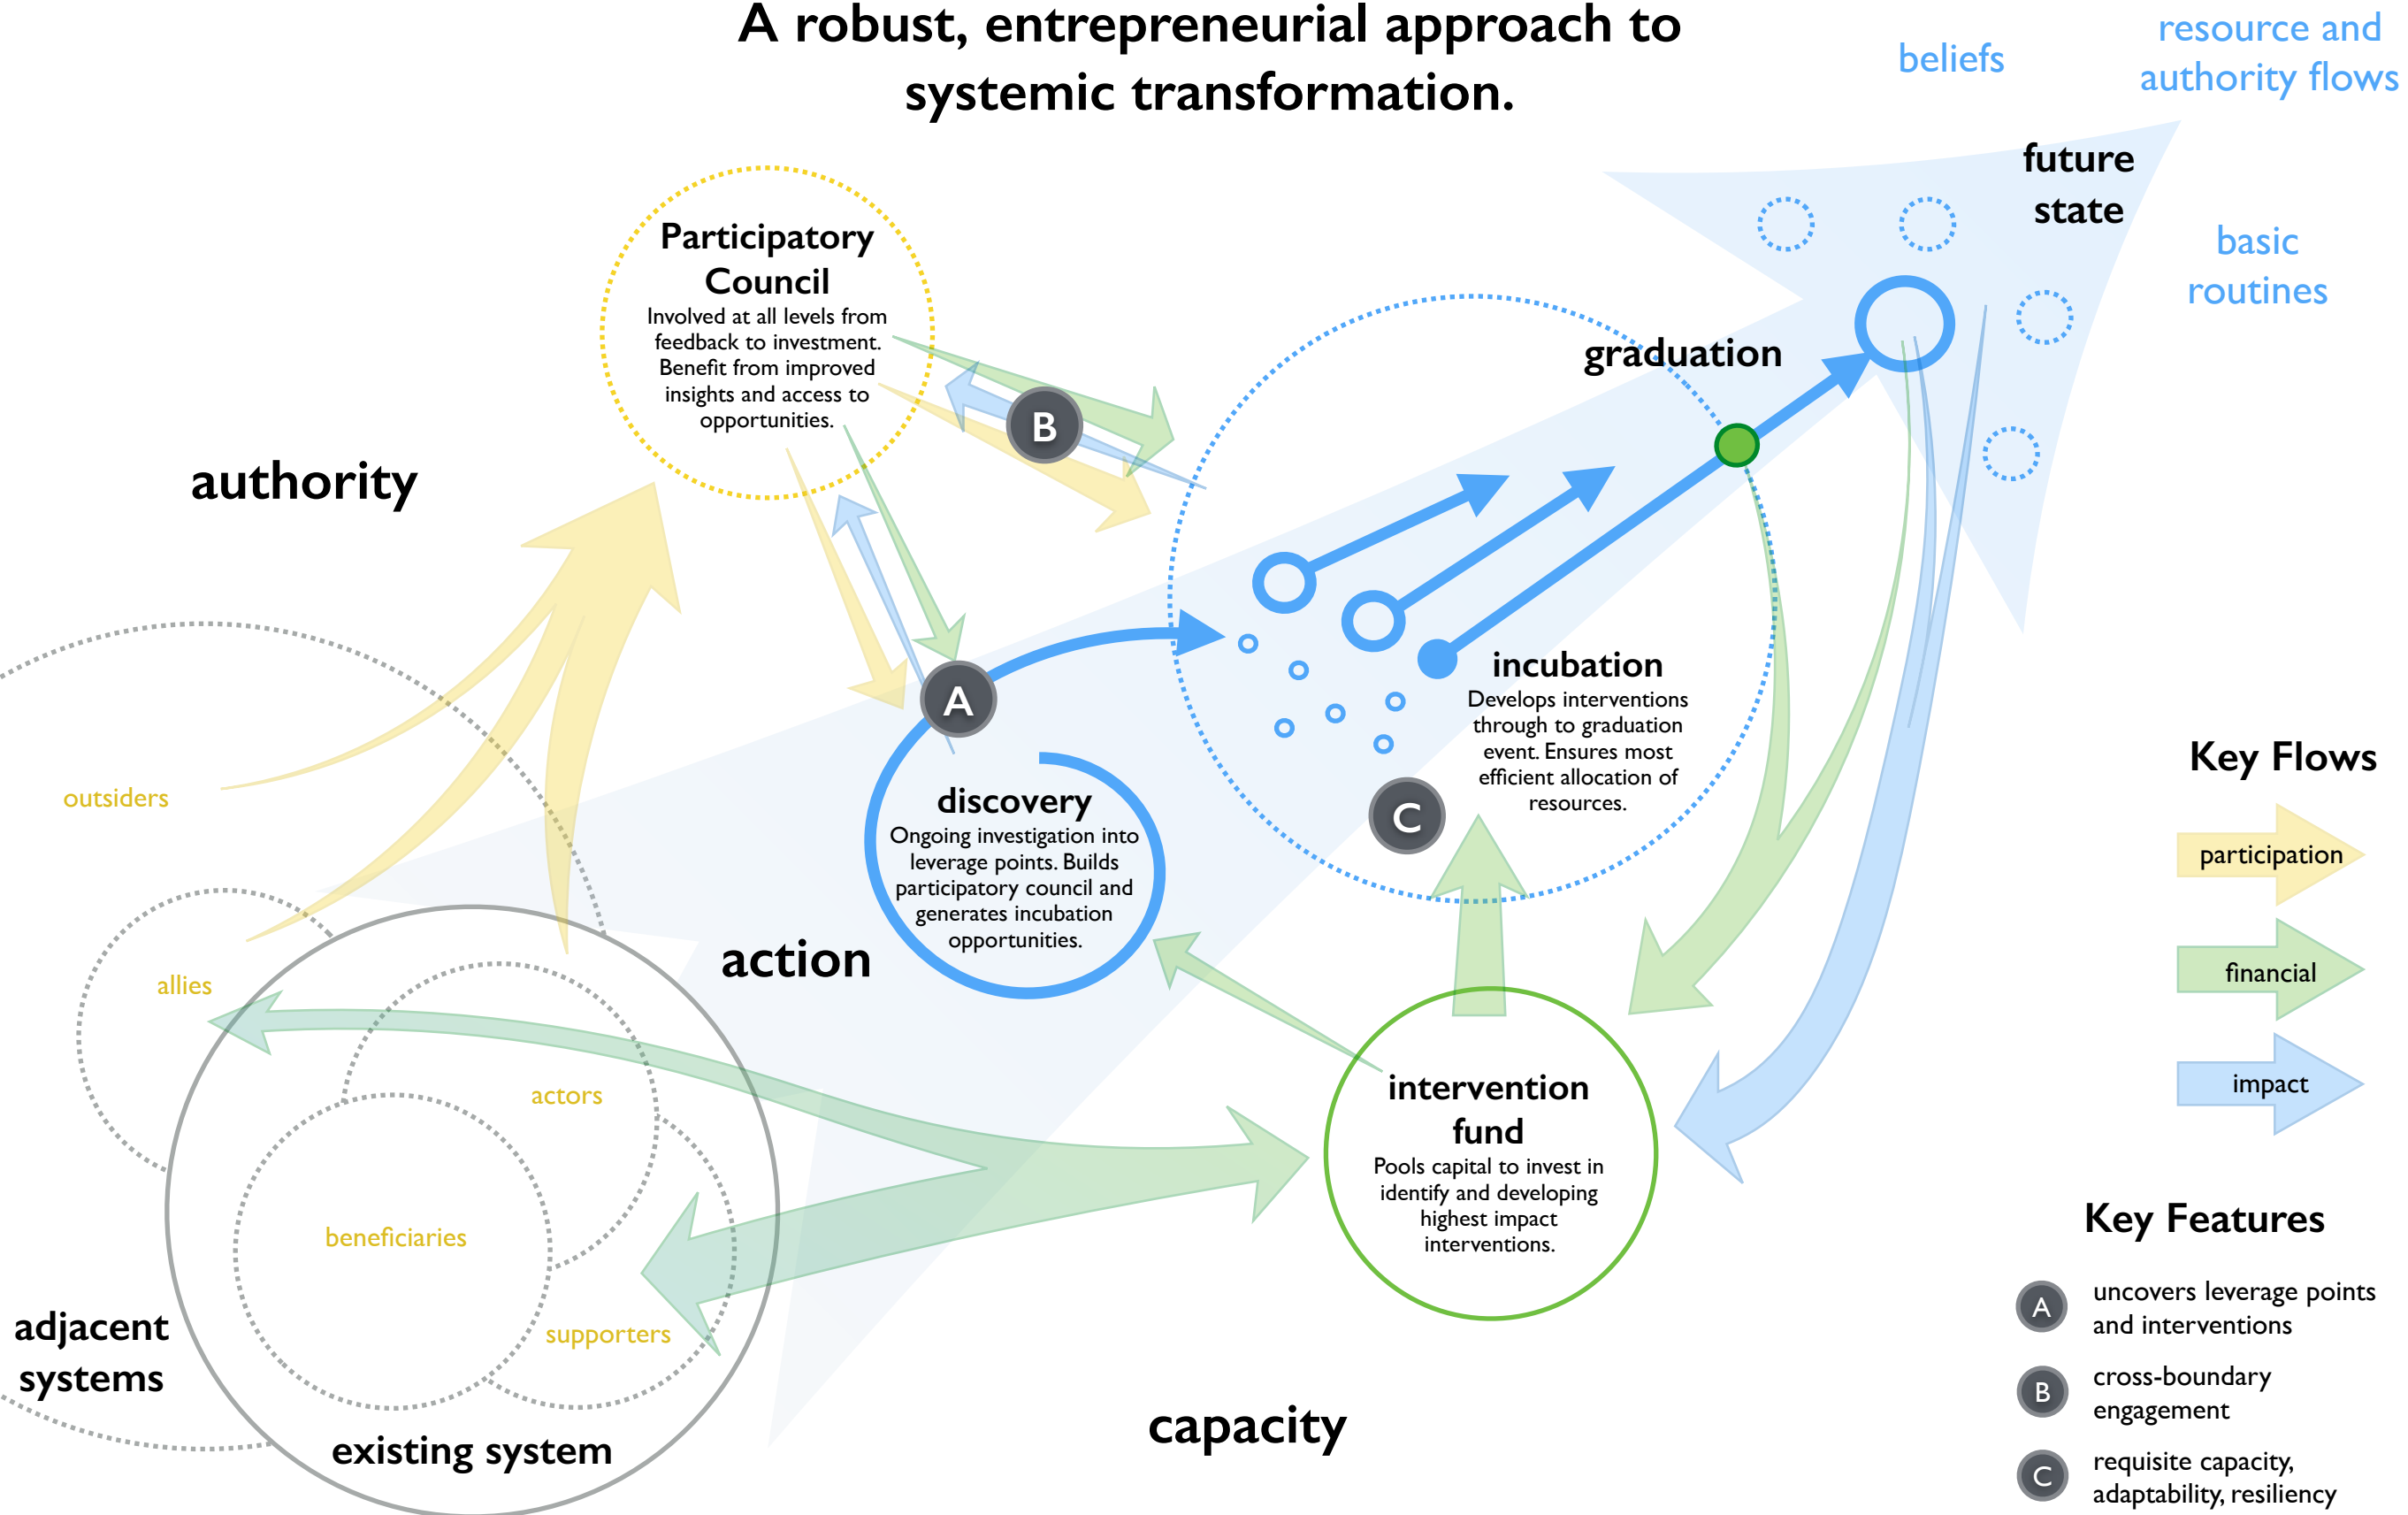 A robust, entrepreneurial approach to
systemic transformation.
beliefs
resource and
authority flows
future
state
basic
routines
Participatory
Council
Involved at all levels from
feedback to investment.
Benefit from improved
insights and access to
opportunities.
graduation
B
authority
A
incubation
Develops interventions
through to graduation
event. Ensures most
efficient allocation of
resources.
C
outsiders
discovery
Ongoing investigation into
leverage points. Builds
participatory council and
generates incubation
opportunities.
action
allies
actors
beneficiaries
supporters
adjacent
systems
existing system
intervention
fund
Pools capital to invest in
identify and developing
highest impact
interventions.
capacity
Key Flows
participation
financial
impact
Key Features
A
uncovers leverage points
and interventions
B
cross-boundary
engagement
C
requisite capacity,
adaptability, resiliency